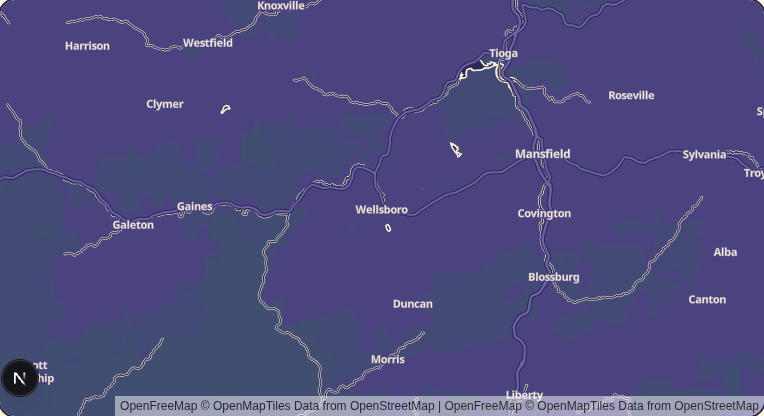 Knoxville
Harrison
Westfield
Tioga
Clymer
Roseville
Mansfield
Sylvania
Troy
Gaines
Wellsboro
Galeton
Covington
Alba
Blossburg
Duncan
Canton
Morris
N
Liberty
OpenFreeMap © OpenMapTiles Data from OpenStreetMap | OpenFreeMap © OpenMapTiles Data from OpenStreetMap